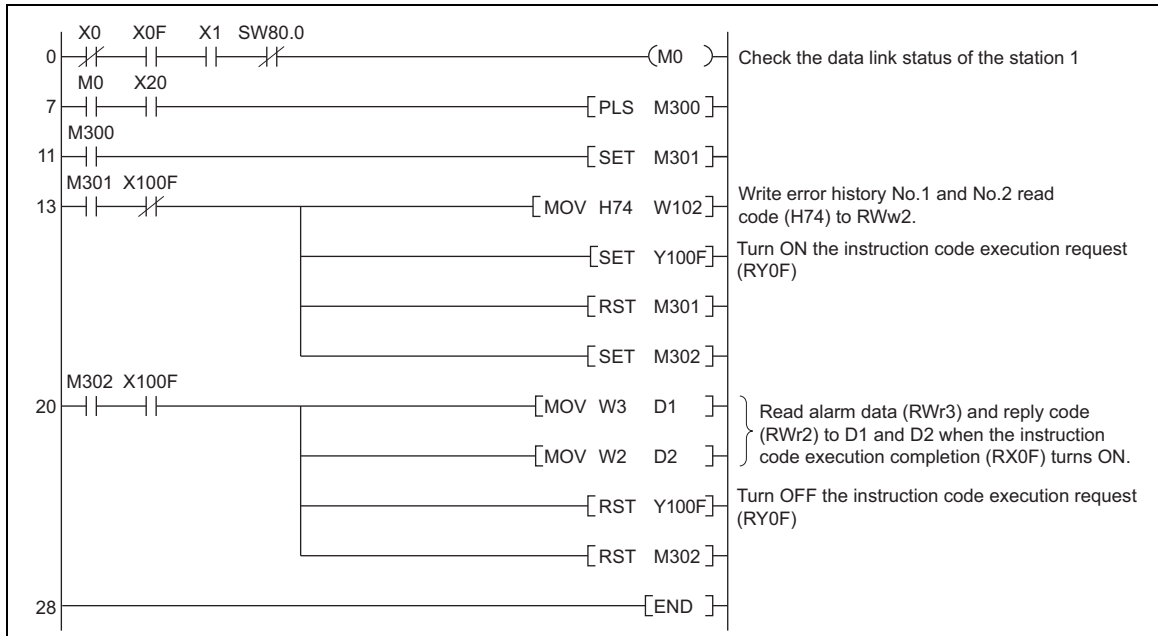 X0 X0F X1 SW80.0
0 (M0 ) Check the data link status of the station 1
M0 X20
7 [PLS M300]
M300
11 [SET M301]
M301 X100F
13 [MOV H74 W102] Write error history No.1 and No.2 read
code (H74) to RWw2.
[SET Y100F] Turn ON the instruction code execution request
(RY0F)
[RST M301]
[SET M302]
M302 X100F
20 [MOV W3 D1 ] Read alarm data (RWr3) and reply code
(RWr2) to D1 and D2 when the instruction
[MOV W2 D2 ] code execution completion (RX0F) turns ON.
[RST Y100F] Turn OFF the instruction code execution request
(RY0F)
[RST M302]
28 [END ]